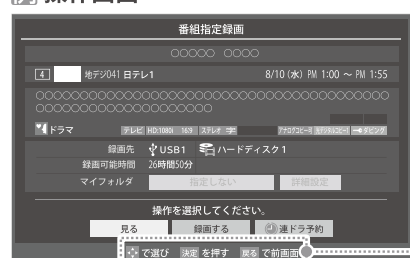 操作画面
番組指定録画
○○○○○ ○○○○
4 地デジ041 日テレ1 8/10 (水) PM 1:00 ～ PM 1:55
○○○○○○○○○○○○○○○○○○○○○○○○○○○○○○○○○○○○
○○○○○○○○○○○○○○○○○○
ドラマ テレビ HD:1080i 16:9 ステレオ 字 アナログコピー可 光デジタルコピー1 ダビング
録画先 USB1 ハードディスク1
録画可能時間 26時間50分
マイフォルダ 指定しない 詳細設定
操作を選択してください。
見る 録画する 連ドラ予約
で選び 決定 を押す 戻る で前画面